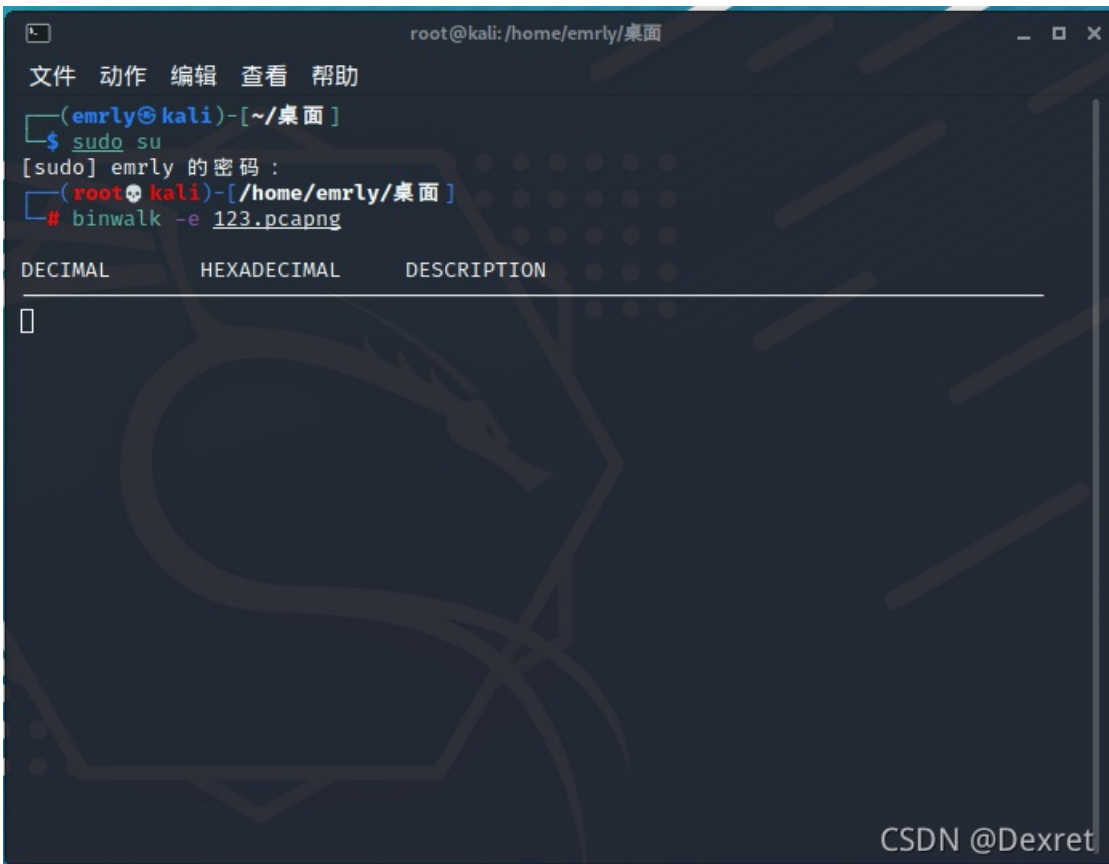 root@kali: /home/emrly/桌面
文件 动作 编辑 查看 帮助
(emrly㉿kali)-[~/桌面]
$ sudo su
[sudo] emrly 的密码：
(root💀kali)-[/home/emrly/桌面]
# binwalk -e 123.pcapng
DECIMAL HEXADECIMAL DESCRIPTION
CSDN @Dexret